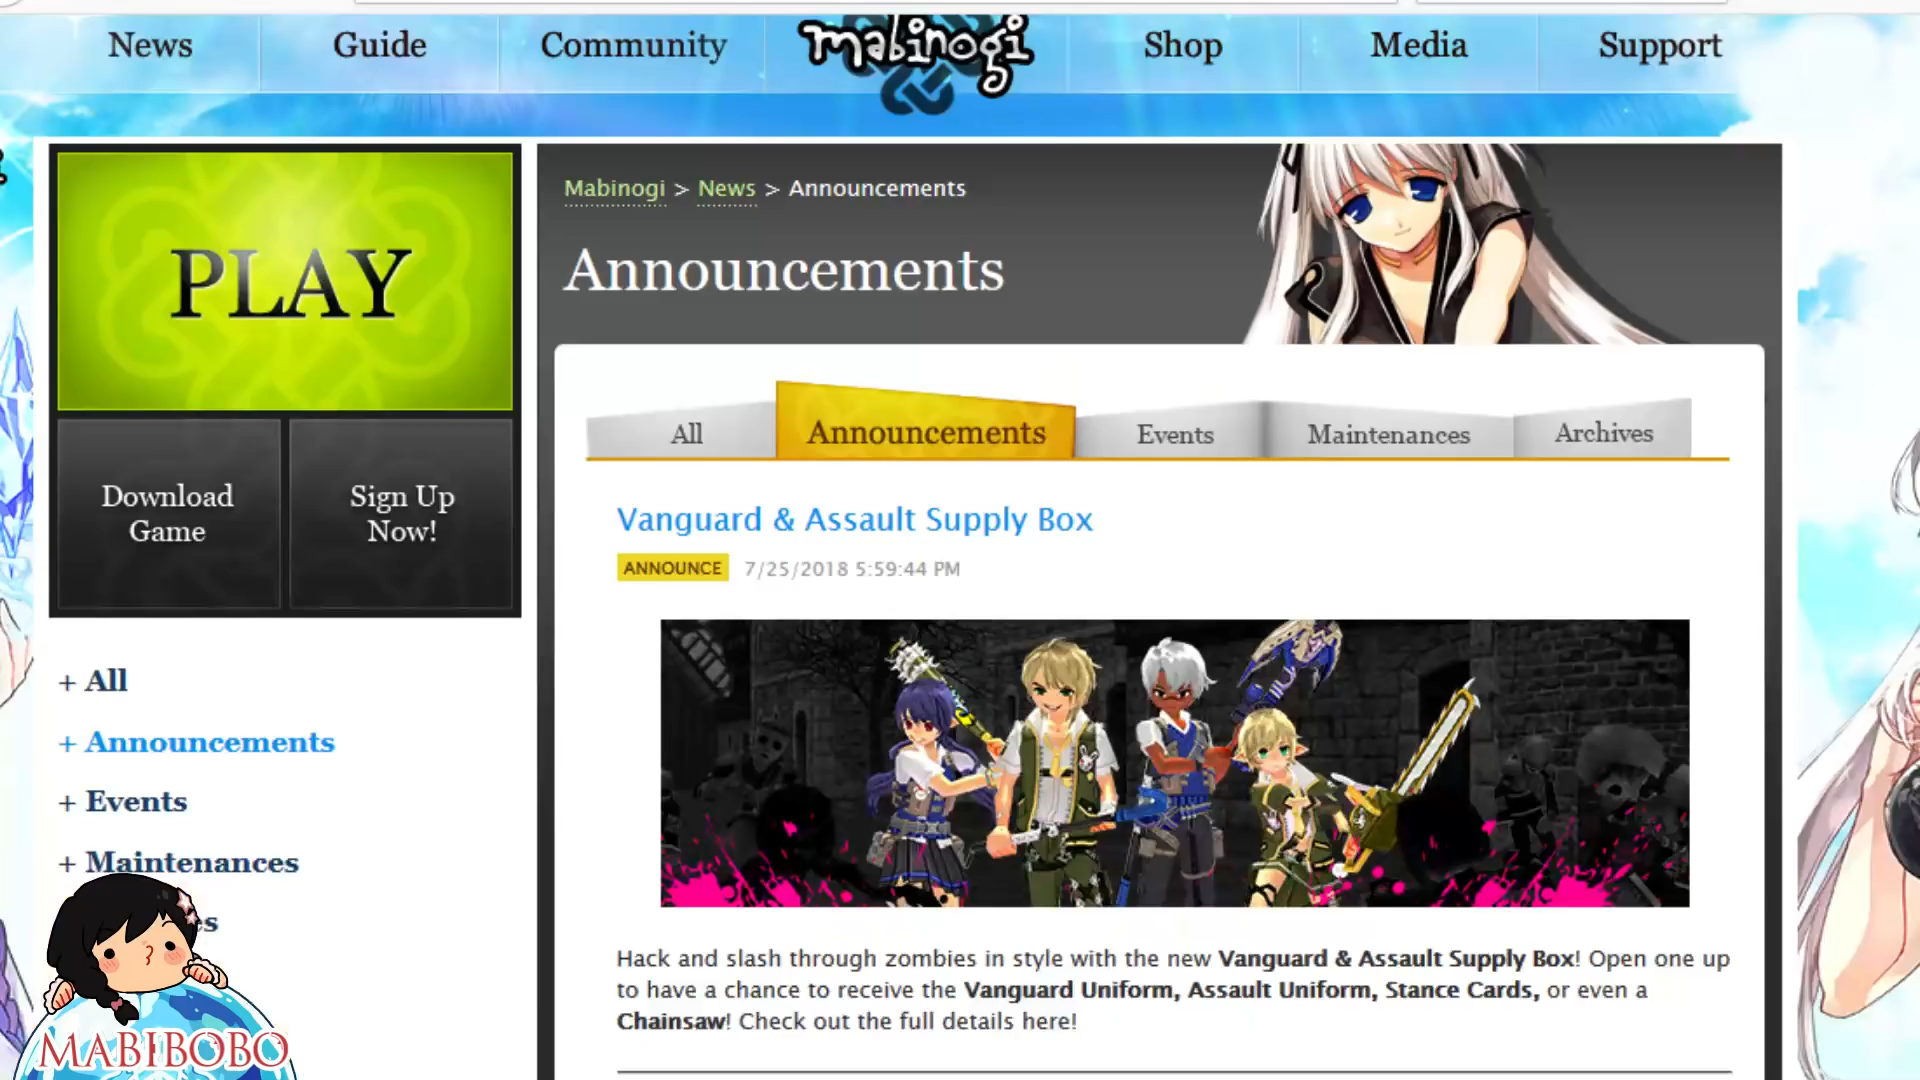 News
Guide
Community
mabinogi
Shop
Media
Support
PLAY
Download
Game
Sign Up
Now!
+ All
+ Announcements
+ Events
+ Maintenances
es
MABIBOBO
Mabinogi > News > Announcements
Announcements
All
Announcements
Events
Maintenances
Archives
Vanguard & Assault Supply Box
ANNOUNCE 7/25/2018 5:59:44 PM
Hack and slash through zombies in style with the new Vanguard & Assault Supply Box! Open one up
to have a chance to receive the Vanguard Uniform, Assault Uniform, Stance Cards, or even a
Chainsaw! Check out the full details here!